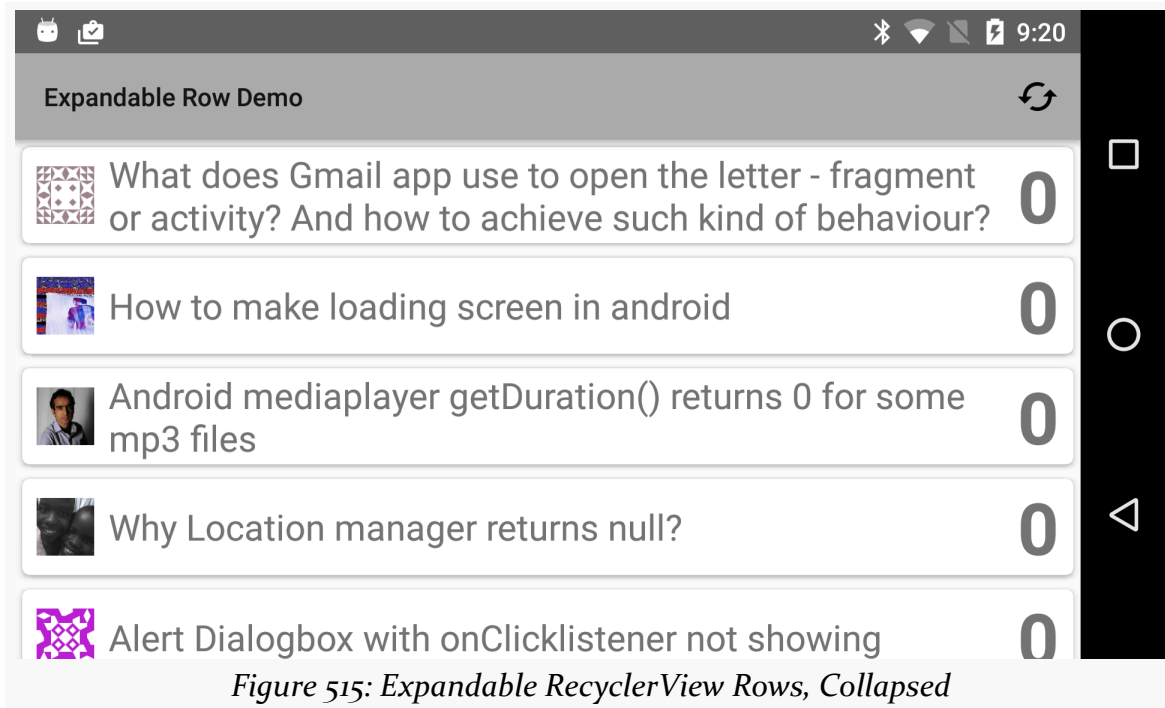 9:20
Expandable Row Demo
What does Gmail app use to open the letter - fragment
or activity? And how to achieve such kind of behaviour?
0
How to make loading screen in android
0
Android mediaplayer getDuration() returns 0 for some
mp3 files
0
Why Location manager returns null?
0
Alert Dialogbox with onClicklistener not showing
0
Figure 515: Expandable RecyclerView Rows, Collapsed